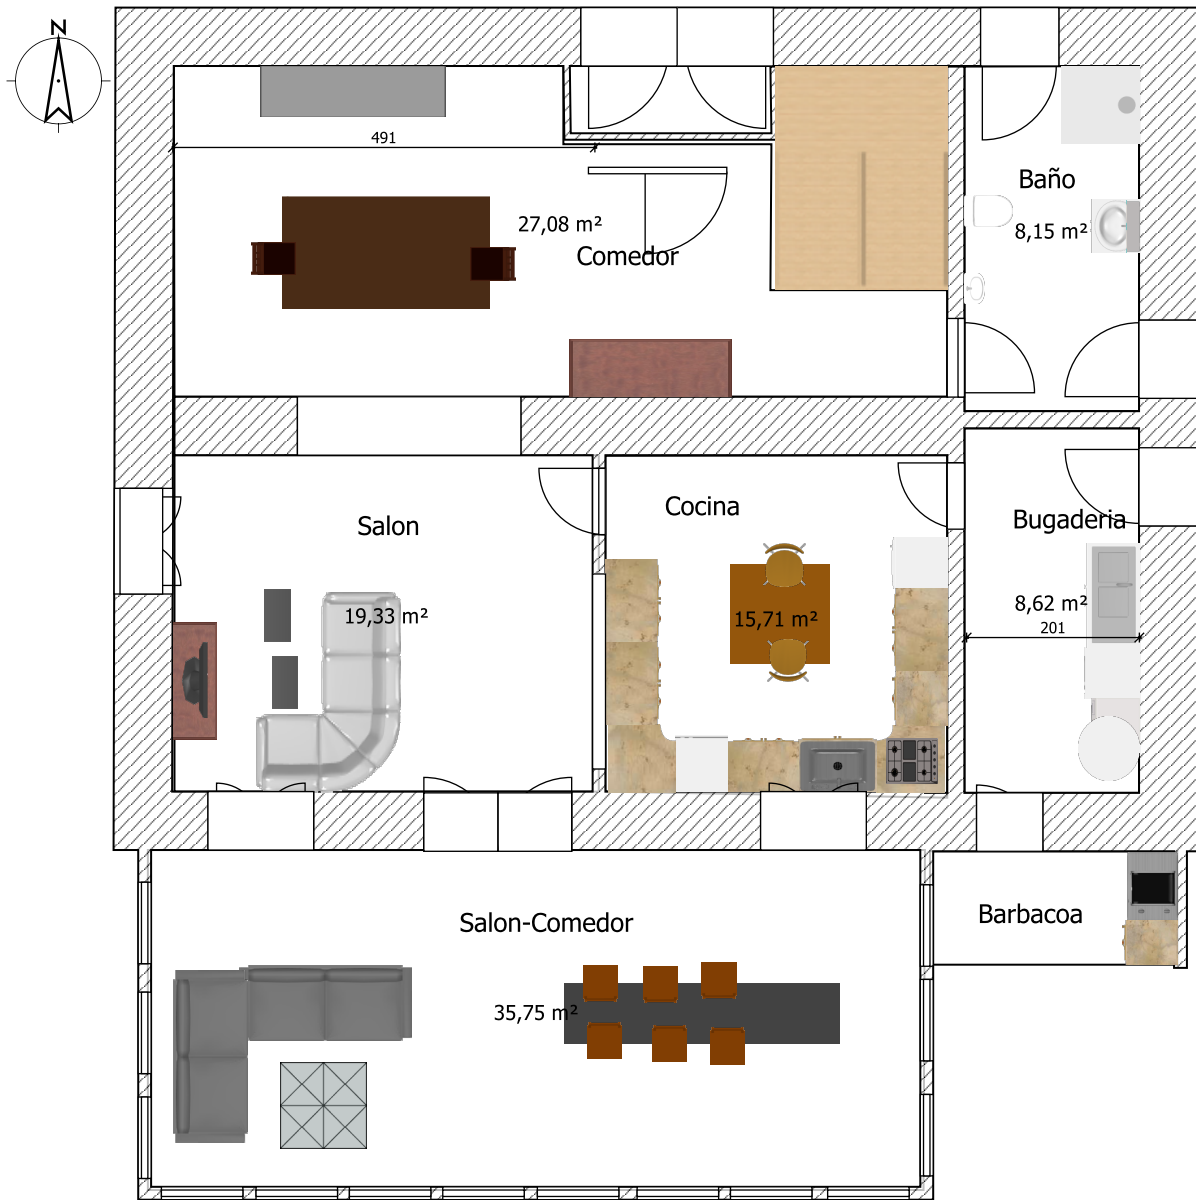 N
491
27,08 m²
Comedor
Baño
8,15 m²
Salon
19,33 m²
Cocina
15,71 m²
Bugaderia
8,62 m²
201
Salon-Comedor
35,75 m²
Barbacoa